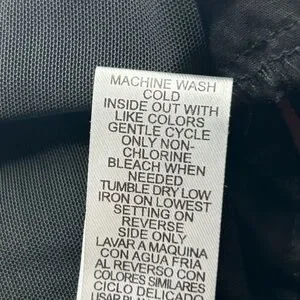 MACHINE WASH
COLD
INSIDE OUT WITH
LIKE COLORS
GENTLE CYCLE
ONLY NON-
CHLORINE
BLEACH WHEN
NEEDED
TUMBLE DRY LOW
IRON ON LOWEST
SETTING ON
REVERSE
SIDE ONLY
LAVAR A MAQUINA
CON AGUA FRIA
AL REVERSO CON
COLORES SIMILARES
CICLO DELICADO